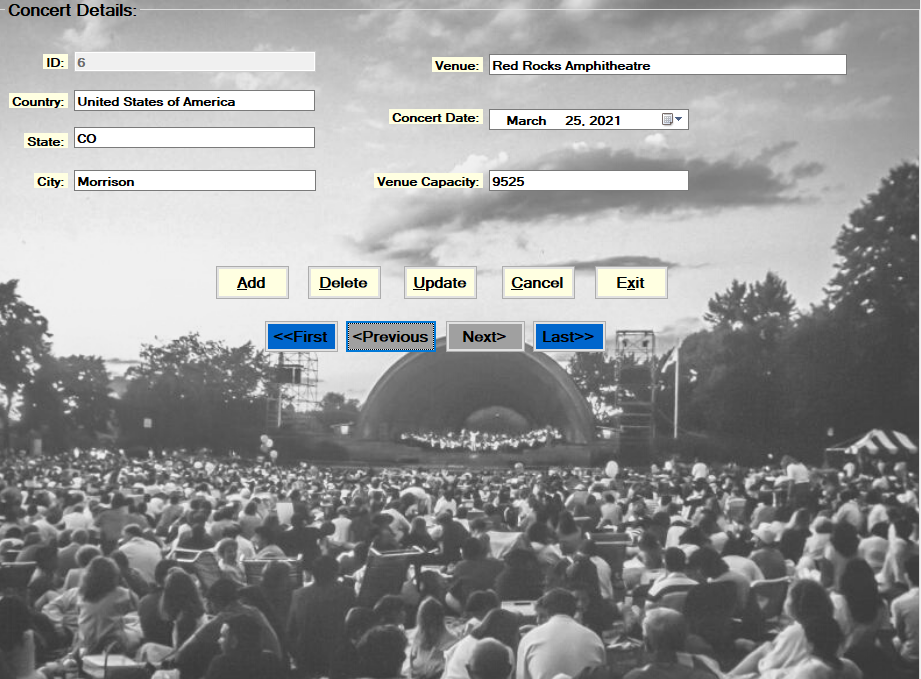 Concert Details:
ID: 6
Venue: Red Rocks Amphitheatre
Country: United States of America
Concert Date: March 25, 2021
State: CO
City: Morrison
Venue Capacity: 9525
Add Delete Update Cancel Exit
<<First <Previous Next> Last>>